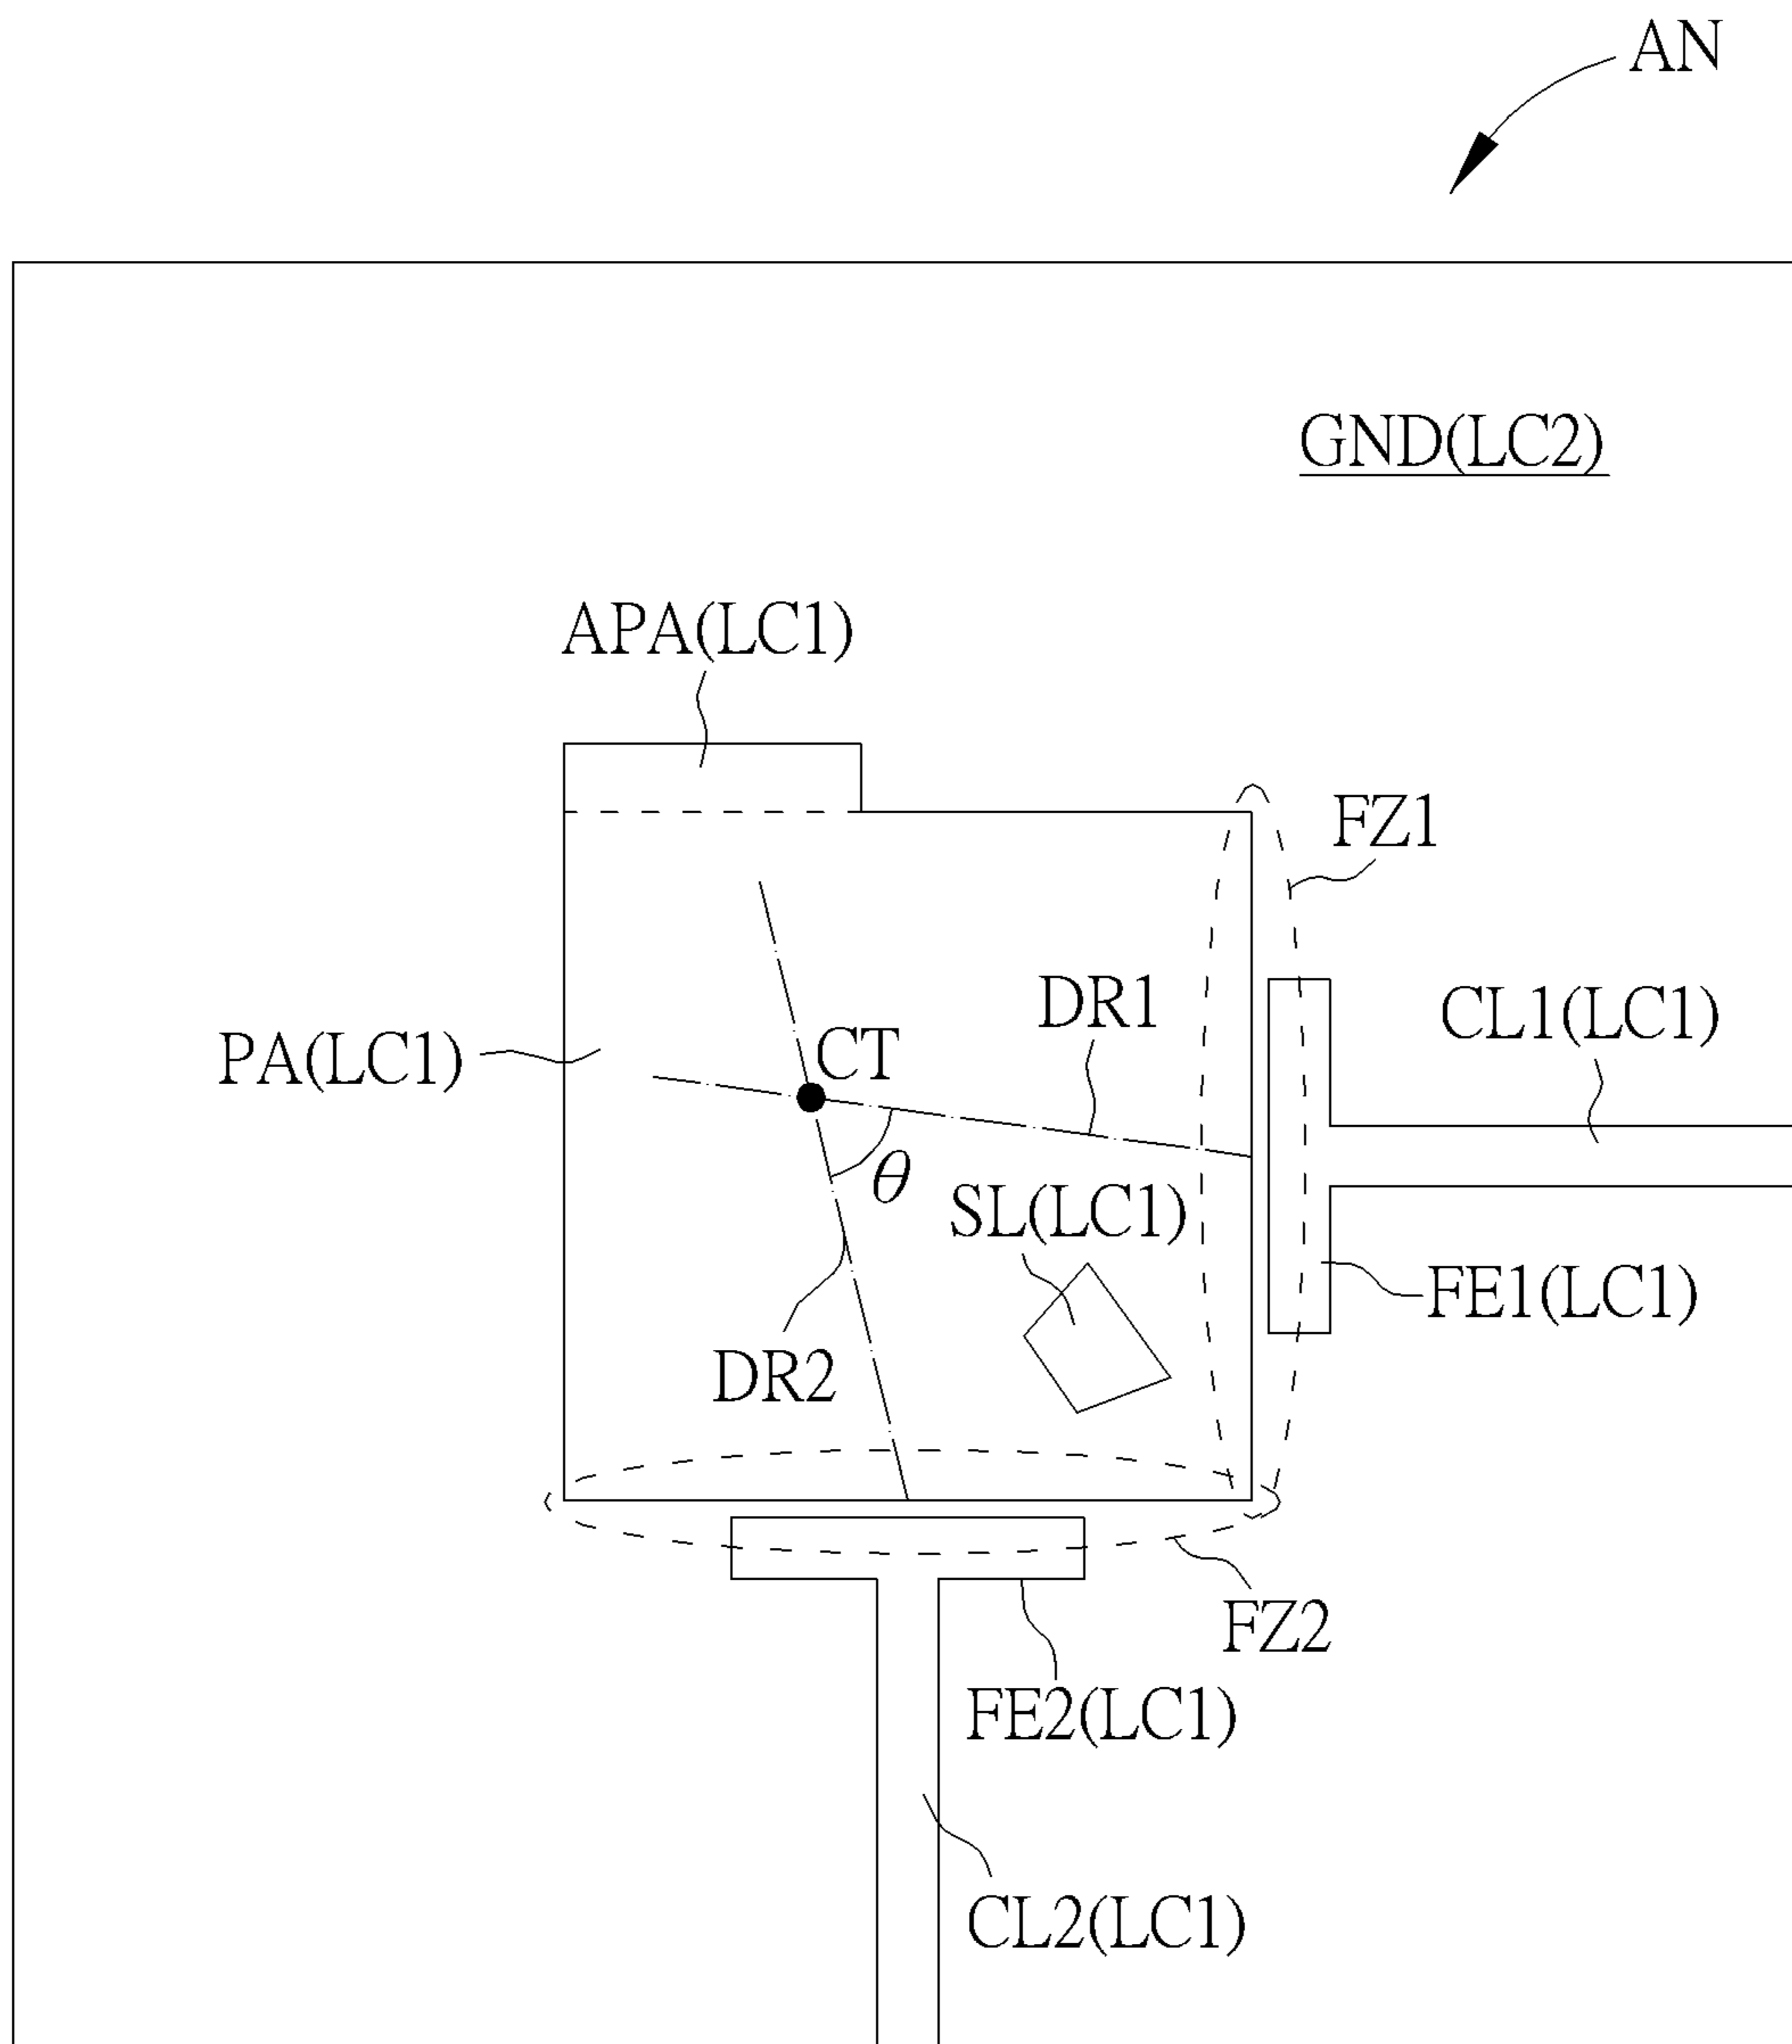 AN
GND(LC2)
APA(LC1)
FZ1
DR1
CL1(LC1)
PA(LC1)
CT
θ
SL(LC1)
FE1(LC1)
DR2
FZ2
FE2(LC1)
CL2(LC1)